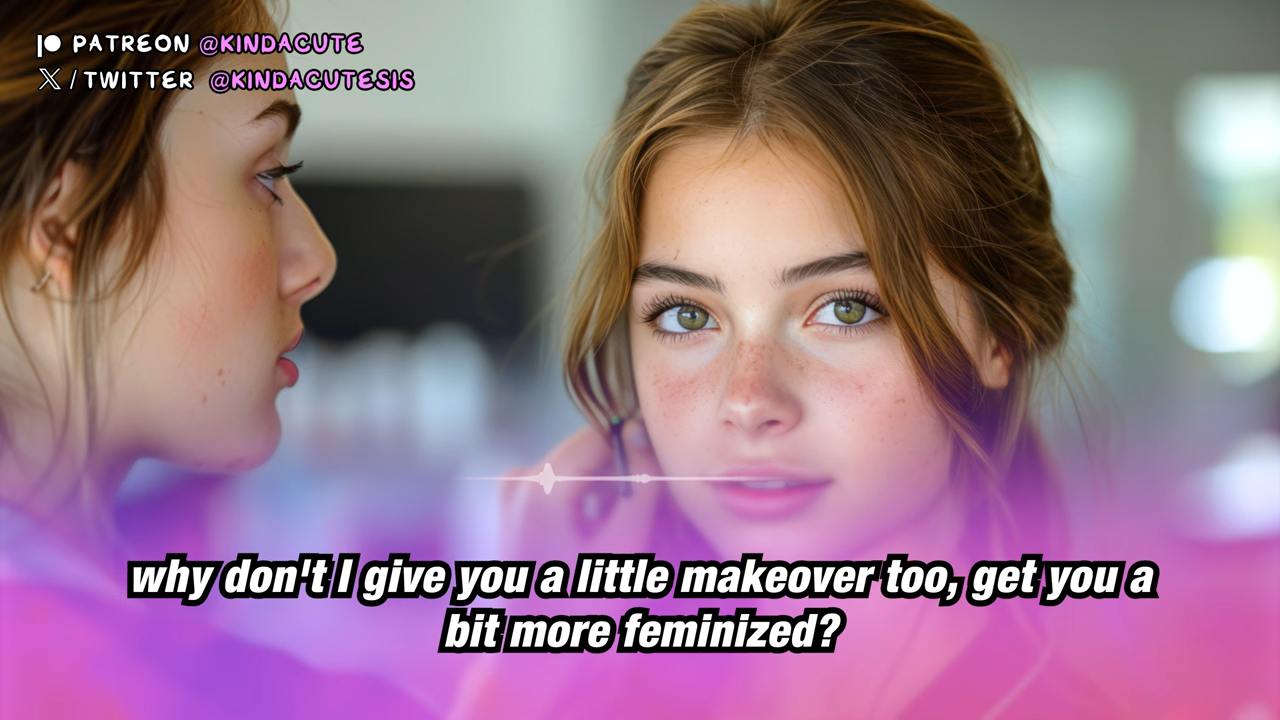 PATREON @KINDACUTE
X / TWITTER @KINDACUTESIS
why don't I give you a little makeover too, get you a
bit more feminized?